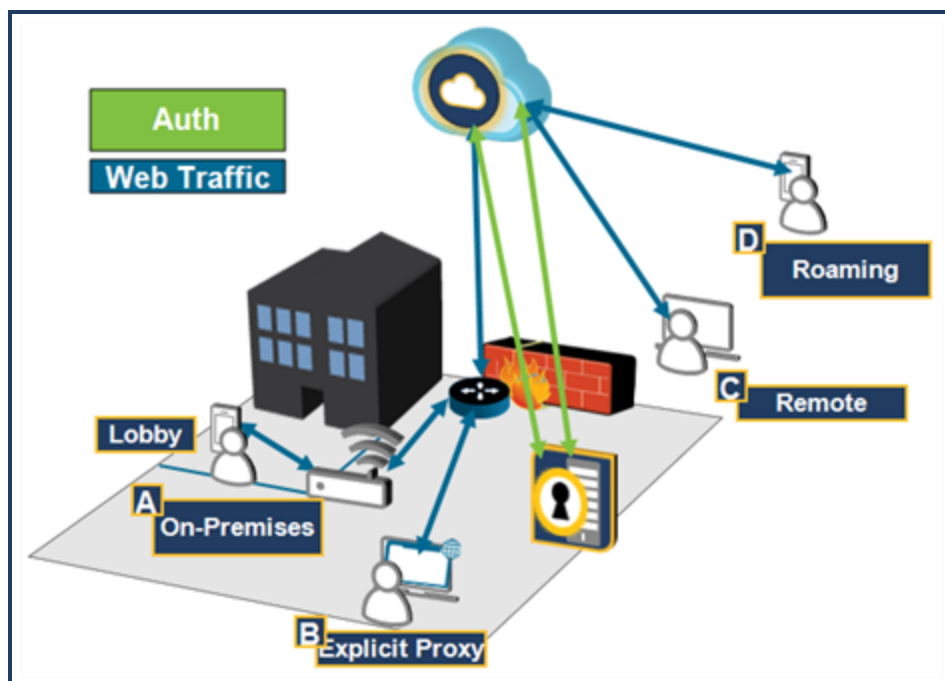 Auth
Web Traffic
D
Roaming
C
Remote
Lobby
A
On-Premises
B
Explicit Proxy